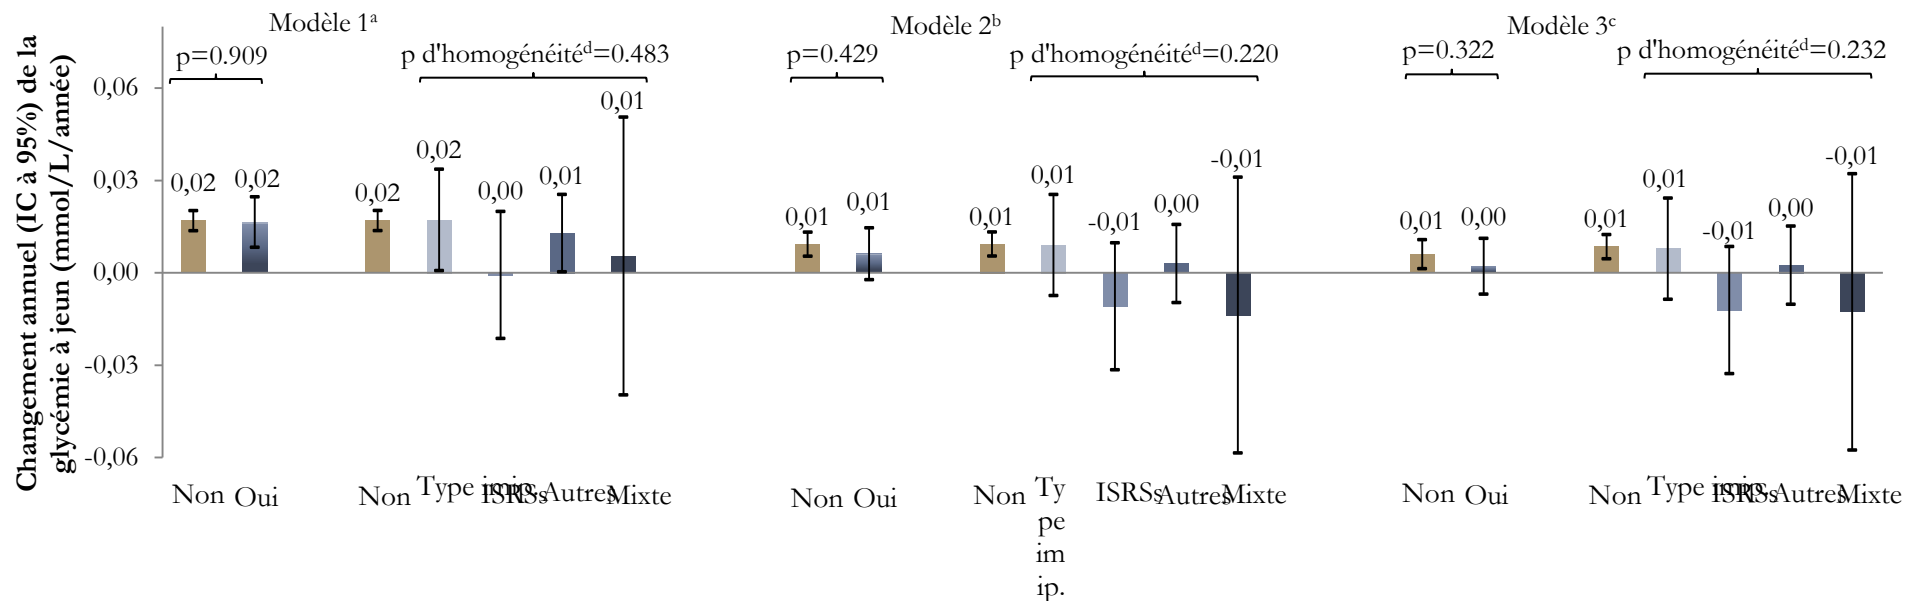 Changement annuel (IC à 95%) de la
glycémie à jeun (mmol/L/année)
0,06
0,03
0,00
-0,03
-0,06
Modèle 1ᵃ
p=0.909
p d'homogénéitéᵈ=0.483
0,02
0,02
0,02
0,02
0,00
0,01
0,01
Non
Oui
Non
Type imip.
ISRSs
Autres
Mixte
Modèle 2ᵇ
p=0.429
p d'homogénéitéᵈ=0.220
0,01
0,01
0,01
0,01
-0,01
0,00
-0,01
Non
Oui
Non
Ty
pe
im
ip.
ISRSs
Autres
Mixte
Modèle 3ᶜ
p=0.322
p d'homogénéitéᵈ=0.232
0,01
0,00
0,01
0,01
-0,01
0,00
-0,01
Non
Oui
Non
Type imip.
ISRSs
Autres
Mixte